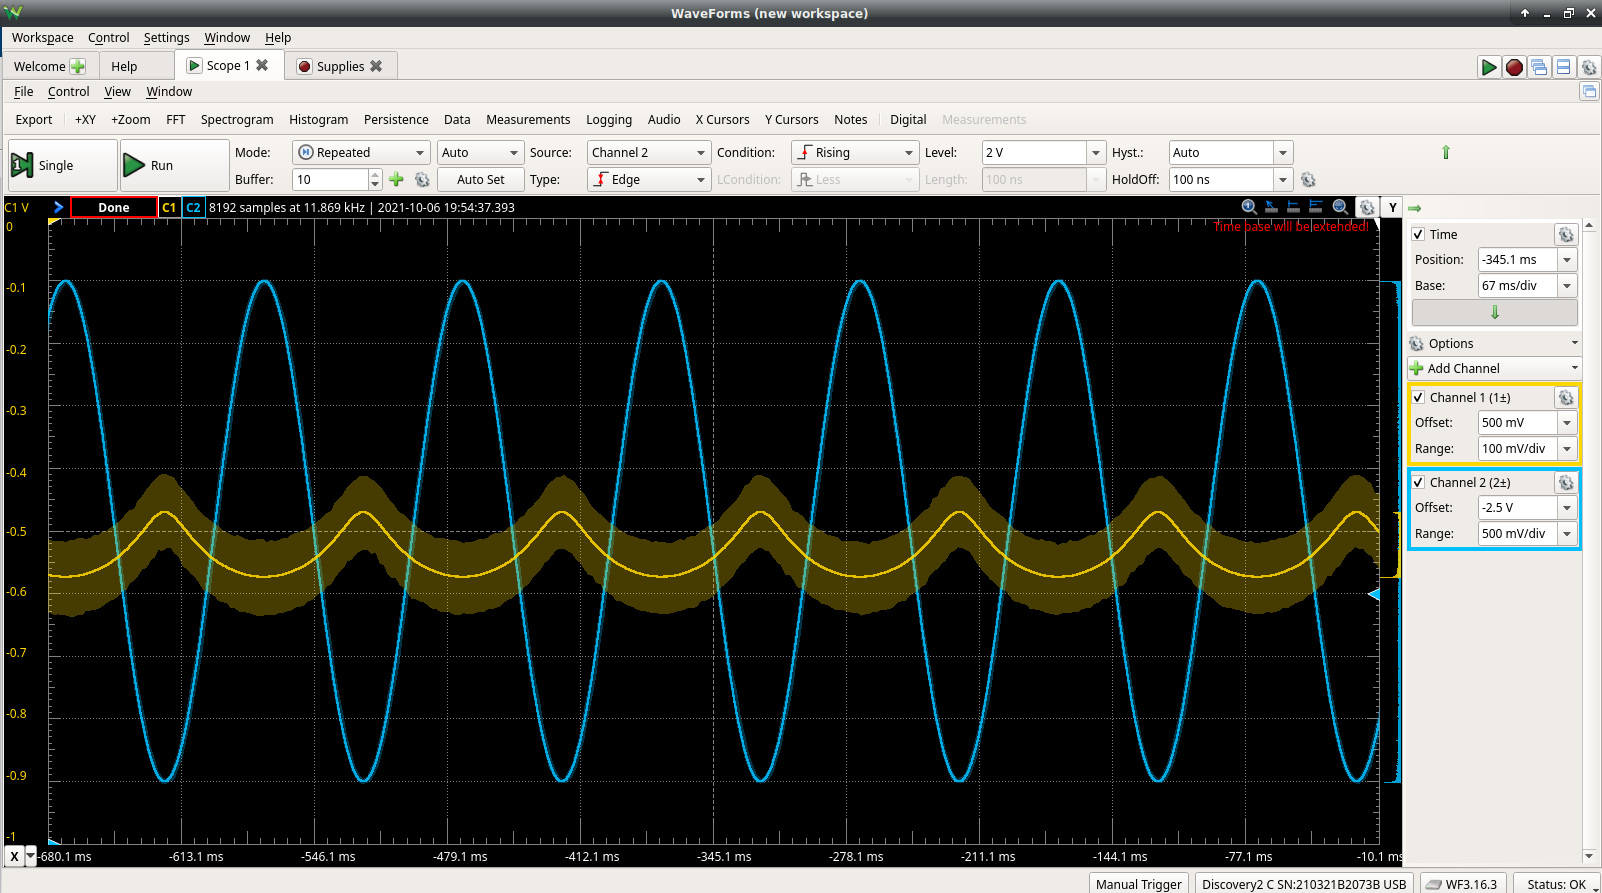 WaveForms (new workspace)
Workspace Control Settings Window Help
Welcome Help Scope 1 Supplies
File Control View Window
Export +XY +Zoom FFT Spectrogram Histogram Persistence Data Measurements Logging Audio X Cursors Y Cursors Notes Digital Measurements
Single Run Mode: Repeated Auto Source: Channel 2 Condition: Rising Level: 2 V Hyst.: Auto
Buffer: 10 Auto Set Type: Edge LCondition: Less Length: 100 ns HoldOff: 100 ns
C1 V Done C1 C2 8192 samples at 11.869 kHz | 2021-10-06 19:54:37.393 Y
Time base will be extended!
0
-0.1
-0.2
-0.3
-0.4
-0.5
-0.6
-0.7
-0.8
-0.9
-1
X -680.1 ms -613.1 ms -546.1 ms -479.1 ms -412.1 ms -345.1 ms -278.1 ms -211.1 ms -144.1 ms -77.1 ms -10.1 ms
Time
Position: -345.1 ms
Base: 67 ms/div
Options
Add Channel
Channel 1 (1±)
Offset: 500 mV
Range: 100 mV/div
Channel 2 (2±)
Offset: -2.5 V
Range: 500 mV/div
Manual Trigger Discovery2 C SN:210321B2073B USB WF3.16.3 Status: OK